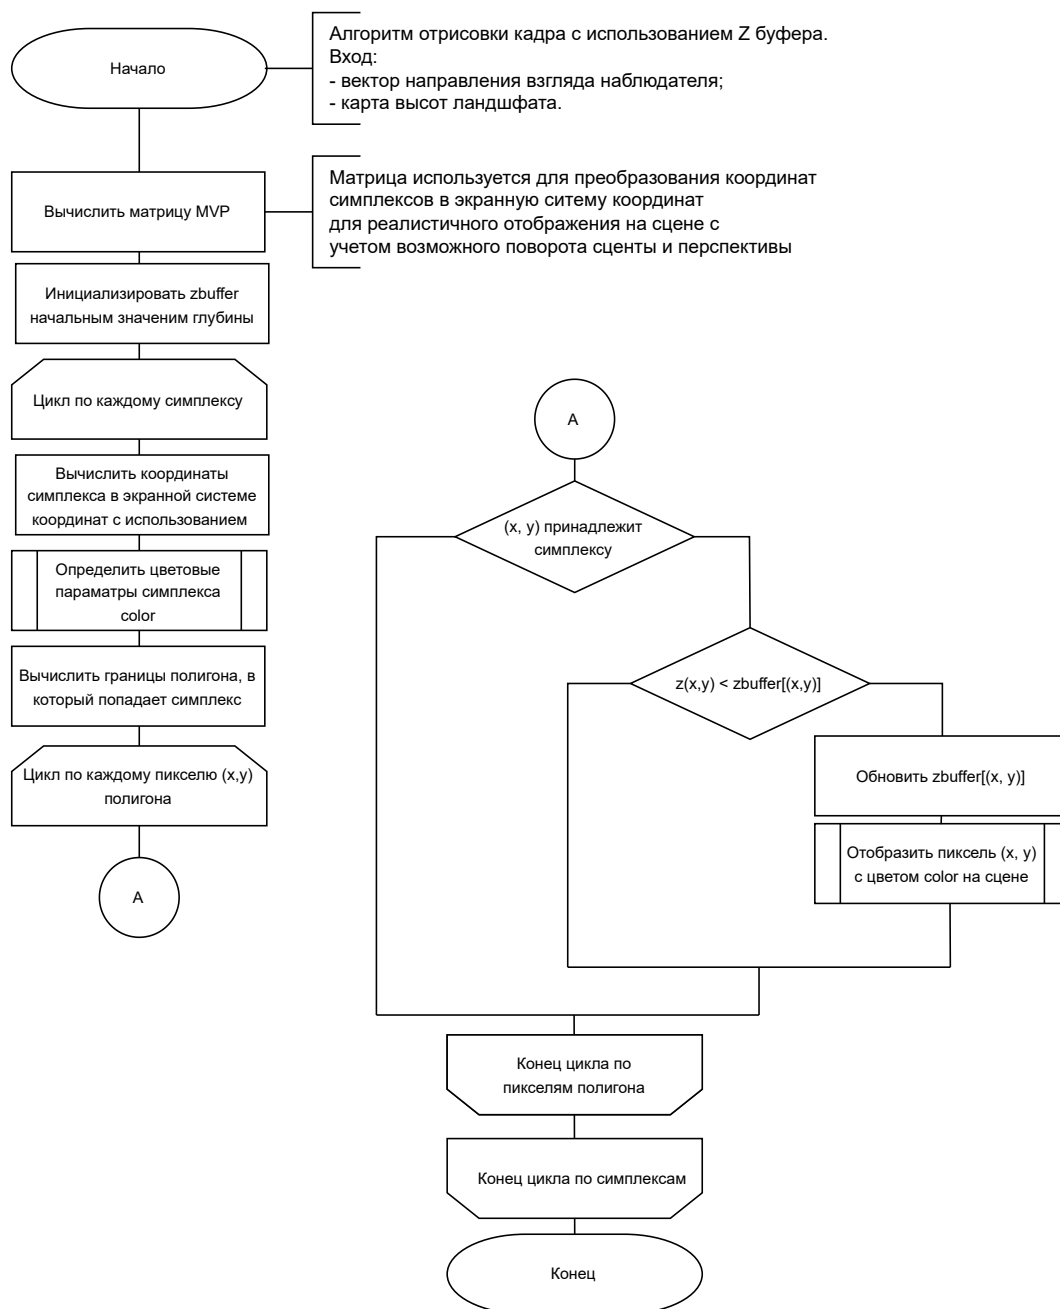 Начало
Алгоритм отрисовки кадра с использованием Z буфера.
Вход:
- вектор направления взгляда наблюдателя;
- карта высот ландшфата.
Вычислить матрицу MVP
Матрица используется для преобразования координат
симплексов в экранную ситему координат
для реалистичного отображения на сцене с
учетом возможного поворота сценты и перспективы
Инициализировать zbuffer
начальным значеним глубины
Цикл по каждому симплексу
Вычислить координаты
симплекса в экранной системе
координат с использованием
Определить цветовые
параматры симплекса
color
Вычислить границы полигона, в
который попадает симплекс
Цикл по каждому пикселю (x,y)
полигона
A
A
(x, y) принадлежит
симплексу
z(x,y) < zbuffer[(x,y)]
Обновить zbuffer[(x, y)]
Отобразить пиксель (x, y)
с цветом color на сцене
Конец цикла по
пикселям полигона
Конец цикла по симплексам
Конец